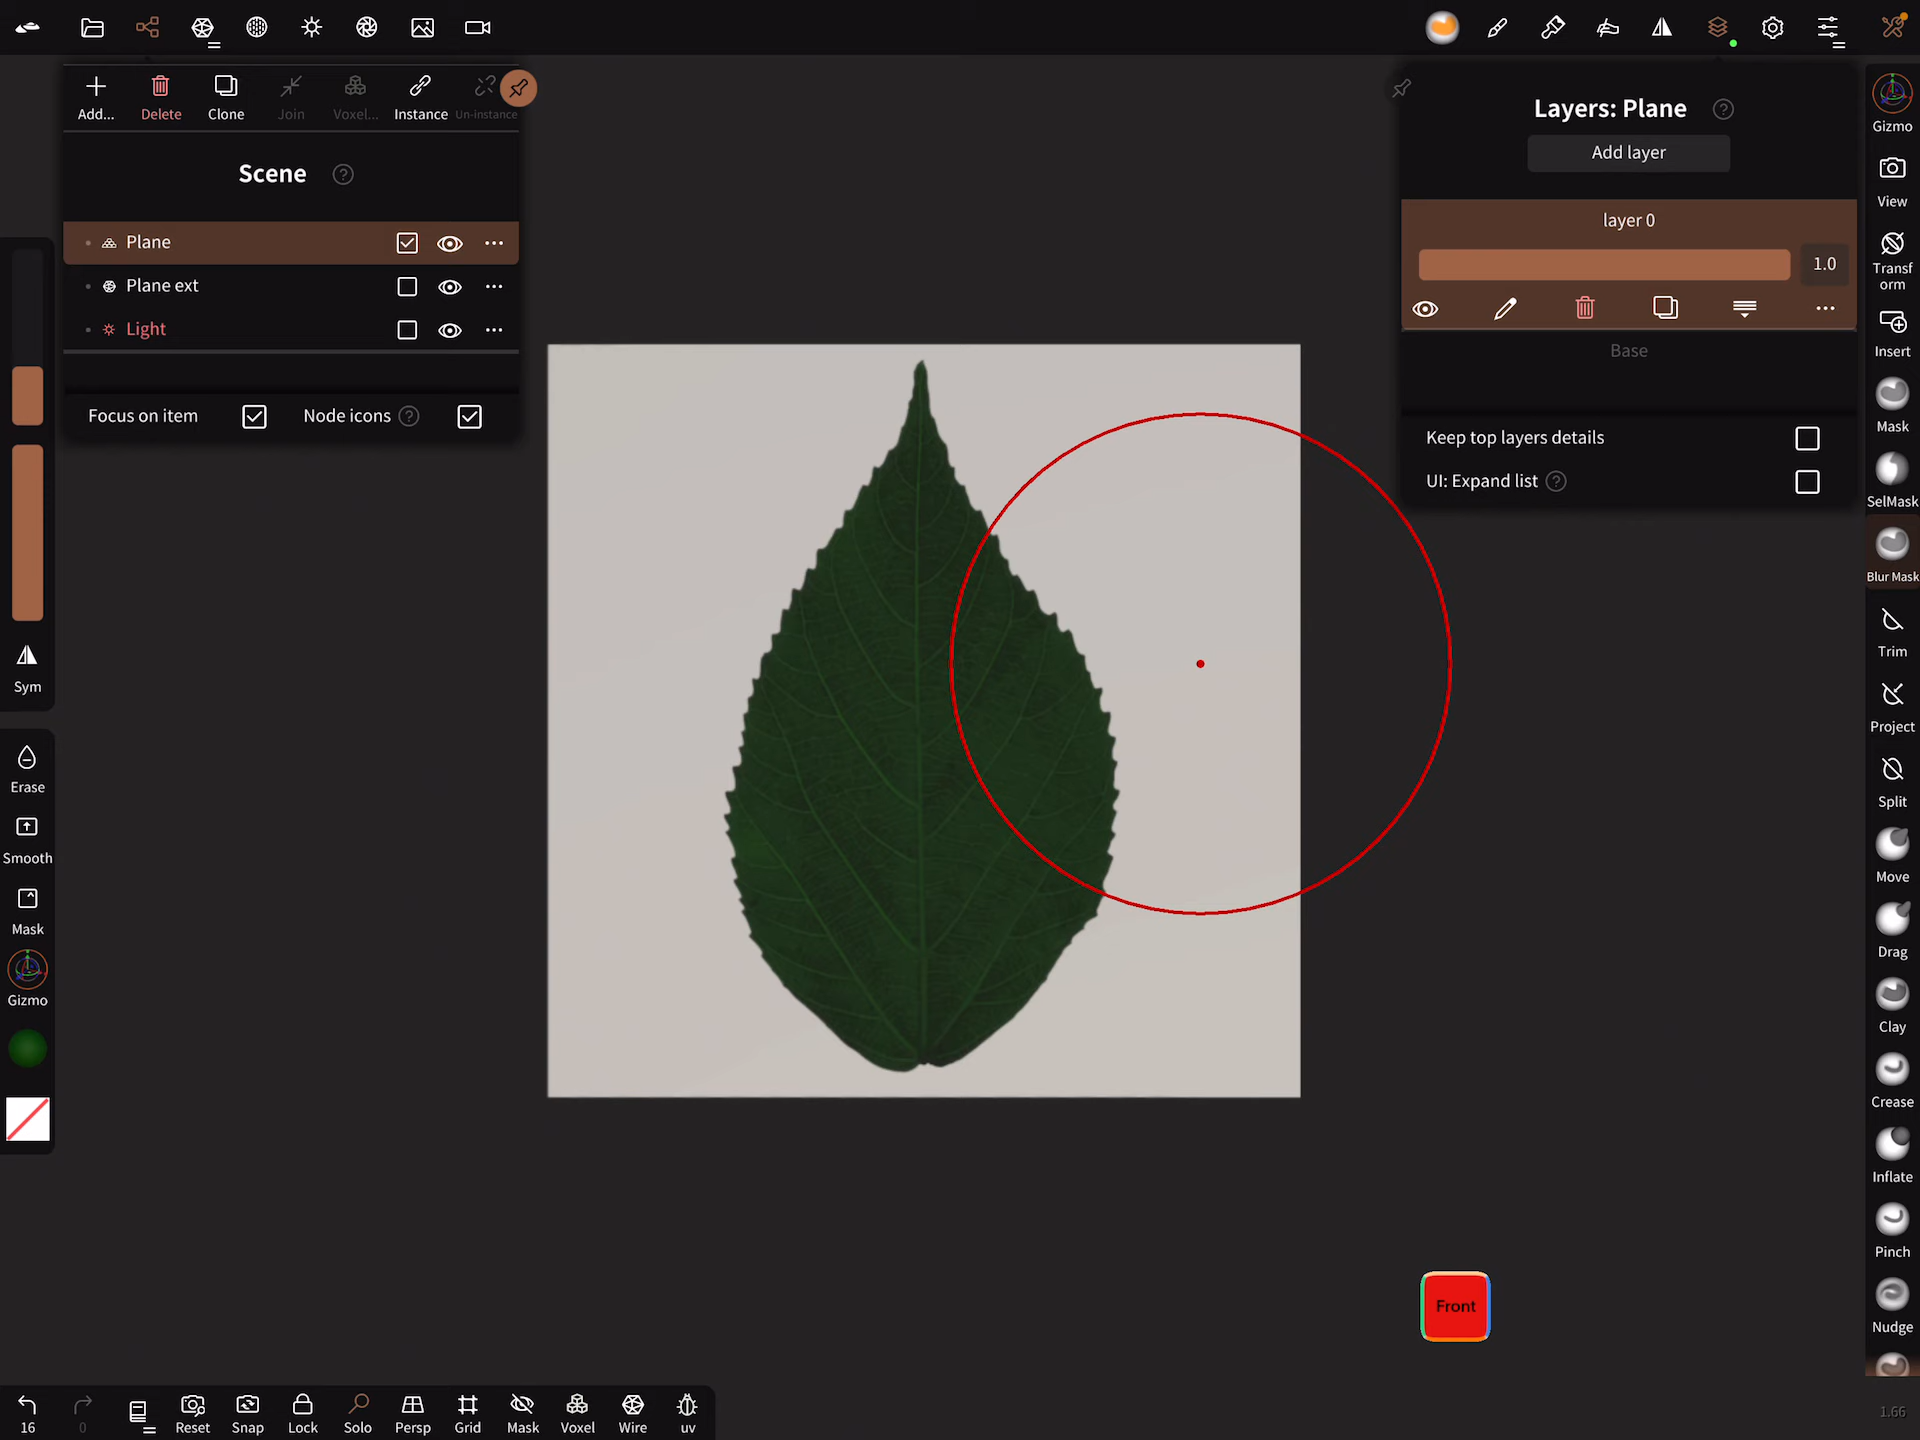 Add...
Delete
Clone
Join
Voxel...
Instance
Un-instance
Scene ?
Plane
Plane ext
Light
Focus on item
Node icons ?
Sym
Erase
Smooth
Mask
Gizmo
Layers: Plane ?
Add layer
layer 0
1.0
Base
Keep top layers details
UI: Expand list ?
Gizmo
View
Transf
orm
Insert
Mask
SelMask
Blur Mask
Trim
Project
Split
Move
Drag
Clay
Crease
Inflate
Pinch
Nudge
1.66
Front
16
0
Reset
Snap
Lock
Solo
Persp
Grid
Mask
Voxel
Wire
uv